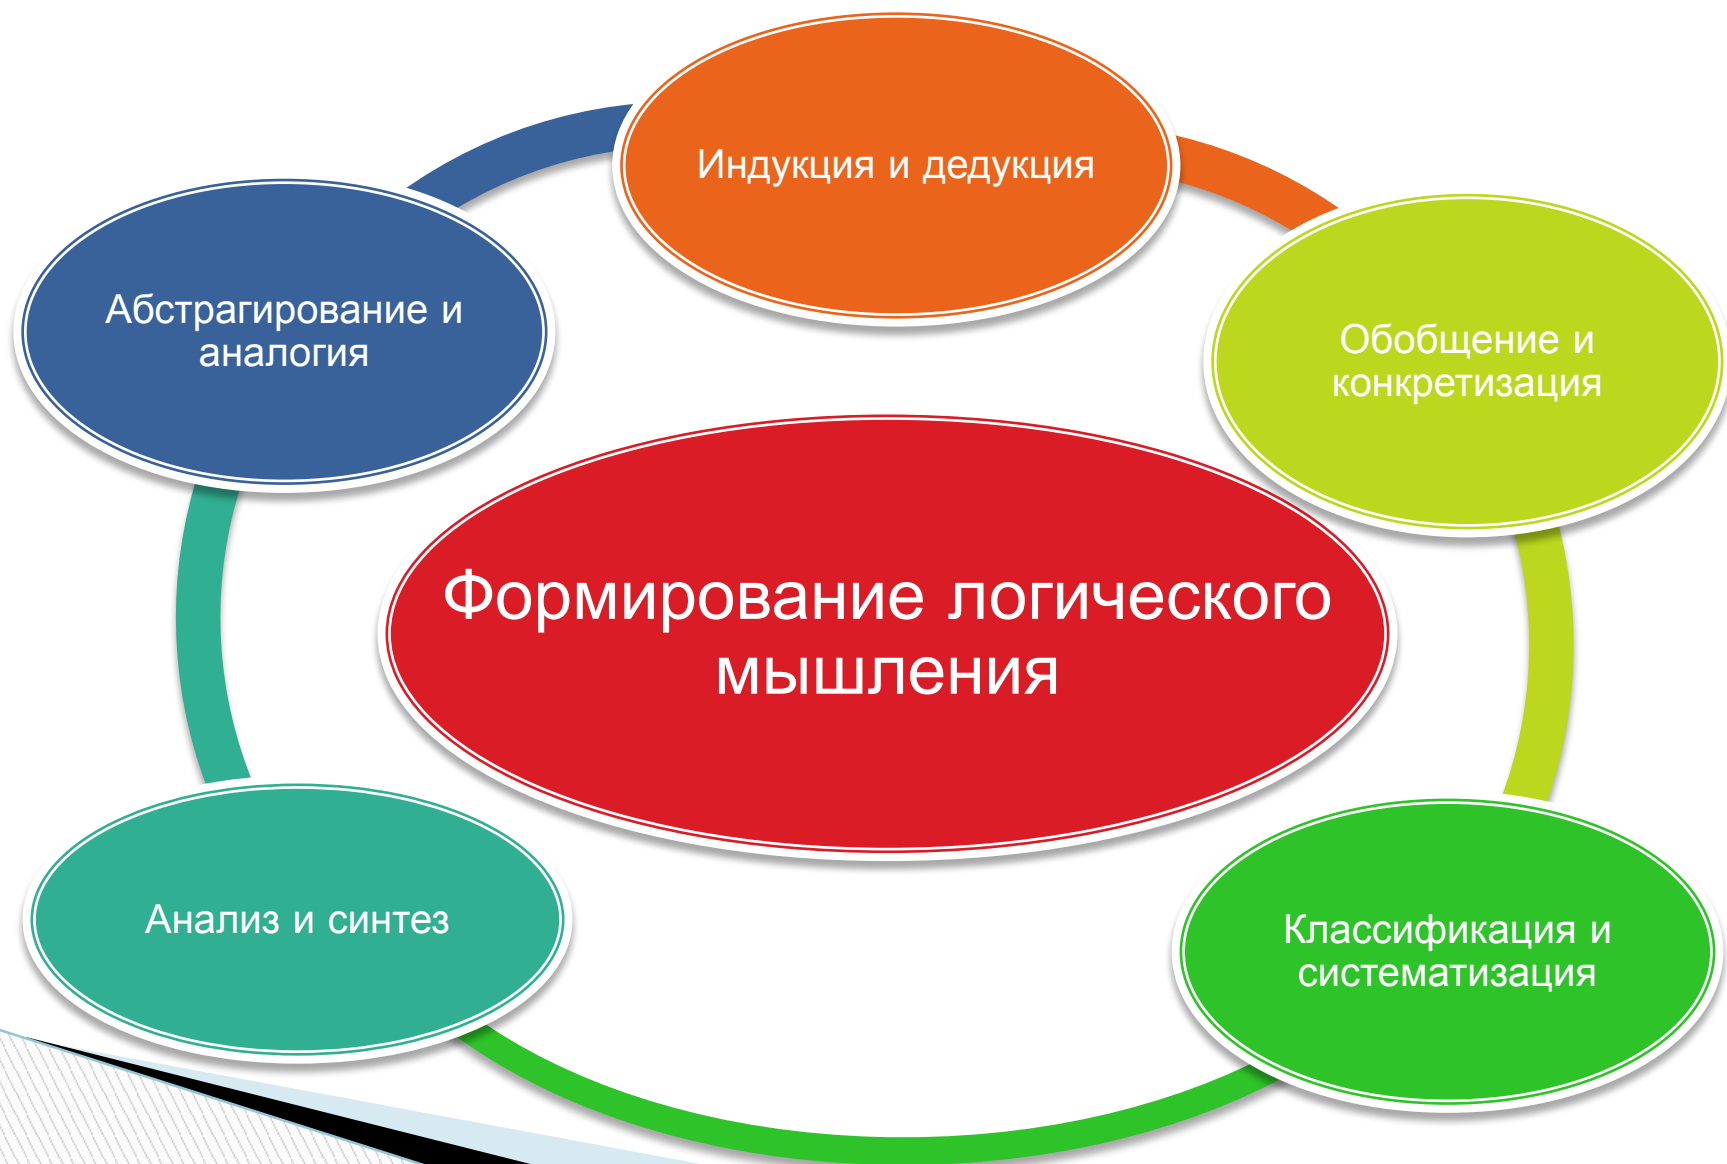 Индукция и дедукция
Абстрагирование и
аналогия
Обобщение и
конкретизация
Формирование логического
мышления
Анализ и синтез
Классификация и
систематизация